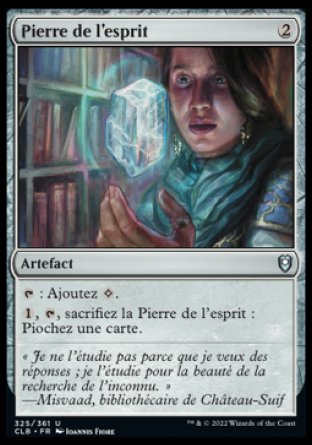 Pierre de l'esprit 2
Artefact
: Ajoutez .
1, , sacrifiez la Pierre de l'esprit :
Piochez une carte.
« Je ne l'étudie pas parce que je veux des
réponses ; je l'étudie pour la beauté de la
recherche de l'inconnu. »
—Misvaad, bibliothécaire de Château-Suif
325/361 U
CLB • FR Ioannis Fiore
™ & © 2022 Wizards of the Coast